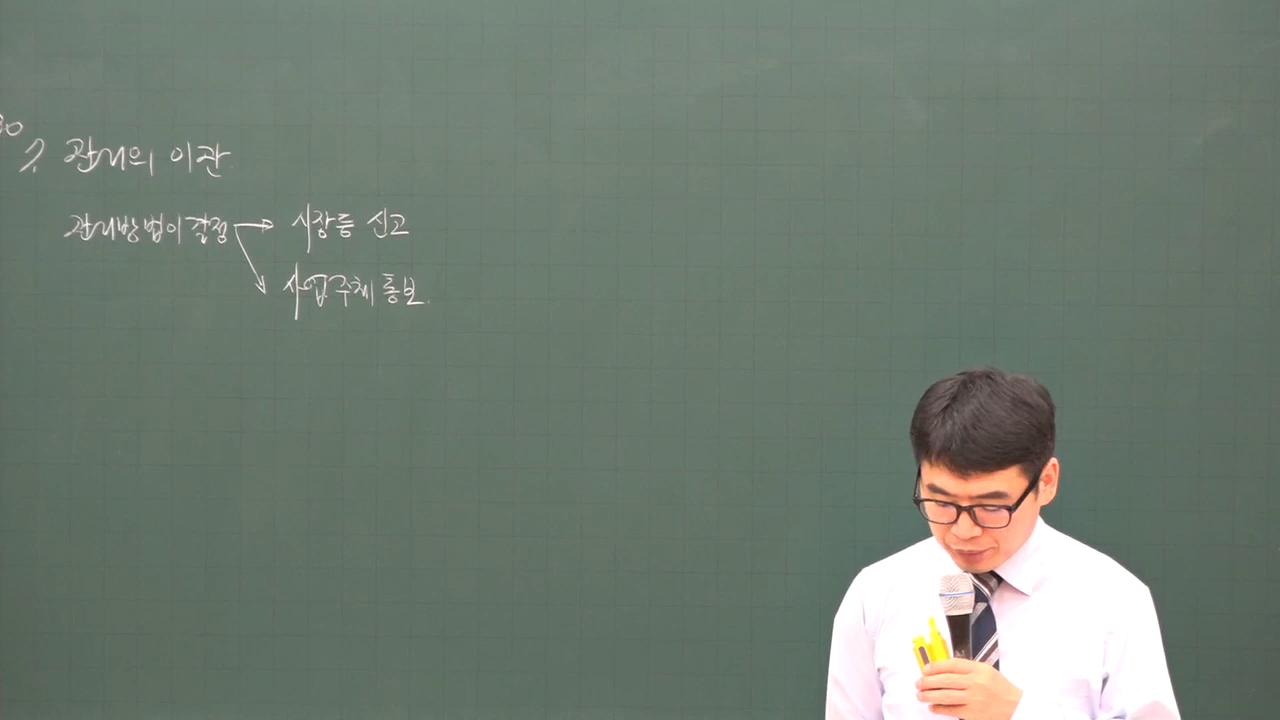 30
7. 관리의 이관
관리방법이 결정 → 시장등 신고
사업주체 통보.